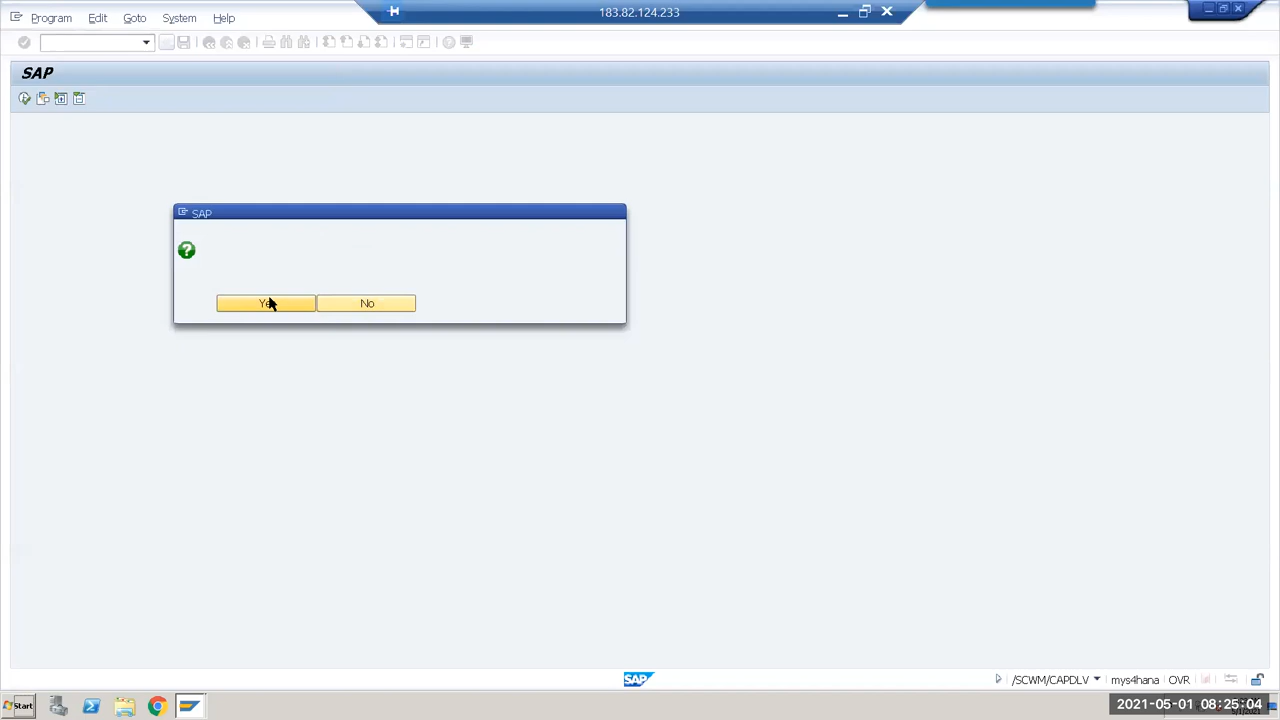 183.82.124.233
Program Edit Goto System Help
SAP
SAP
No
SAP
/SCWM/CAPDLV mys4hana OVR
Start
2021-05-01 08:25:04